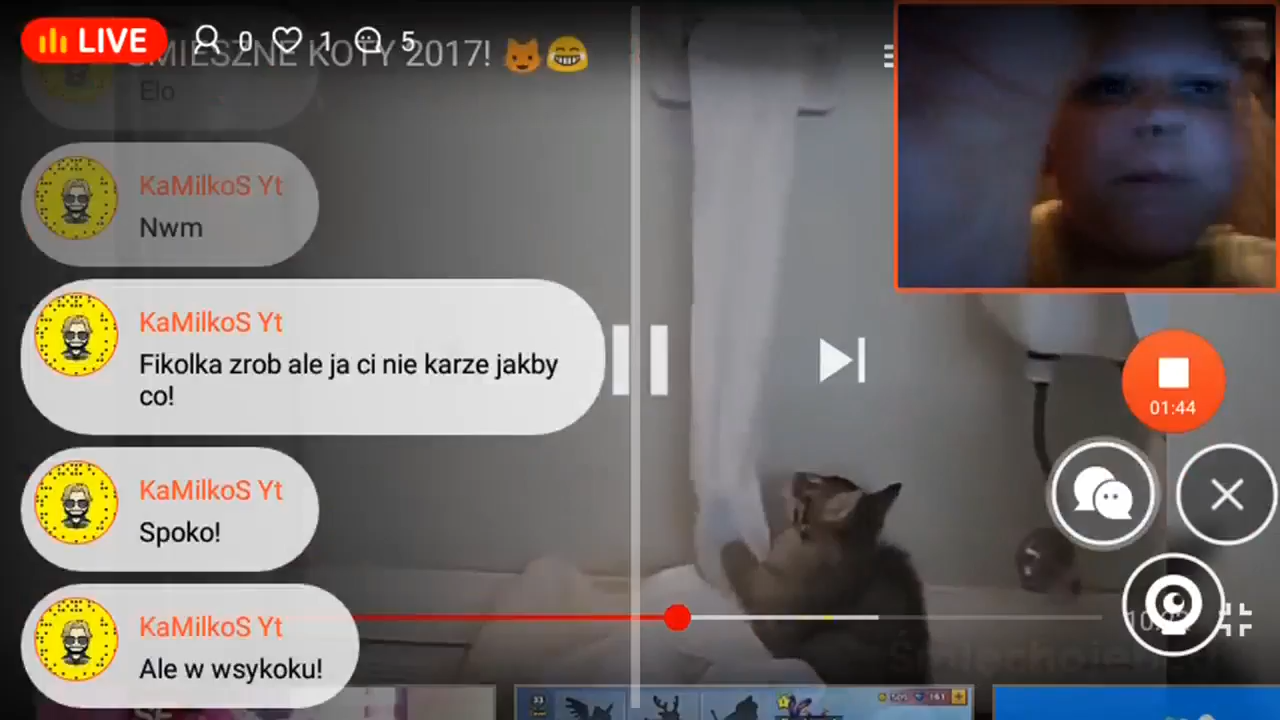 LIVE 0 1 5
ŚMIESZNE KOTY 2017! 😹😂
Elo
KaMilkoS Yt
Nwm
KaMilkoS Yt
Fikolka zrob ale ja ci nie karze jakby
co!
KaMilkoS Yt
Spoko!
KaMilkoS Yt
Ale w wsykoku!
01:44